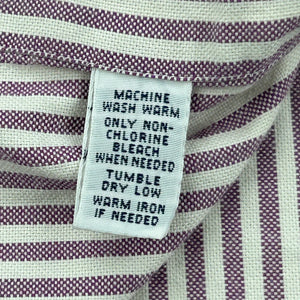 MACHINE
WASH WARM
ONLY NON-
CHLORINE
BLEACH
WHEN NEEDED
TUMBLE
DRY LOW
WARM IRON
IF NEEDED